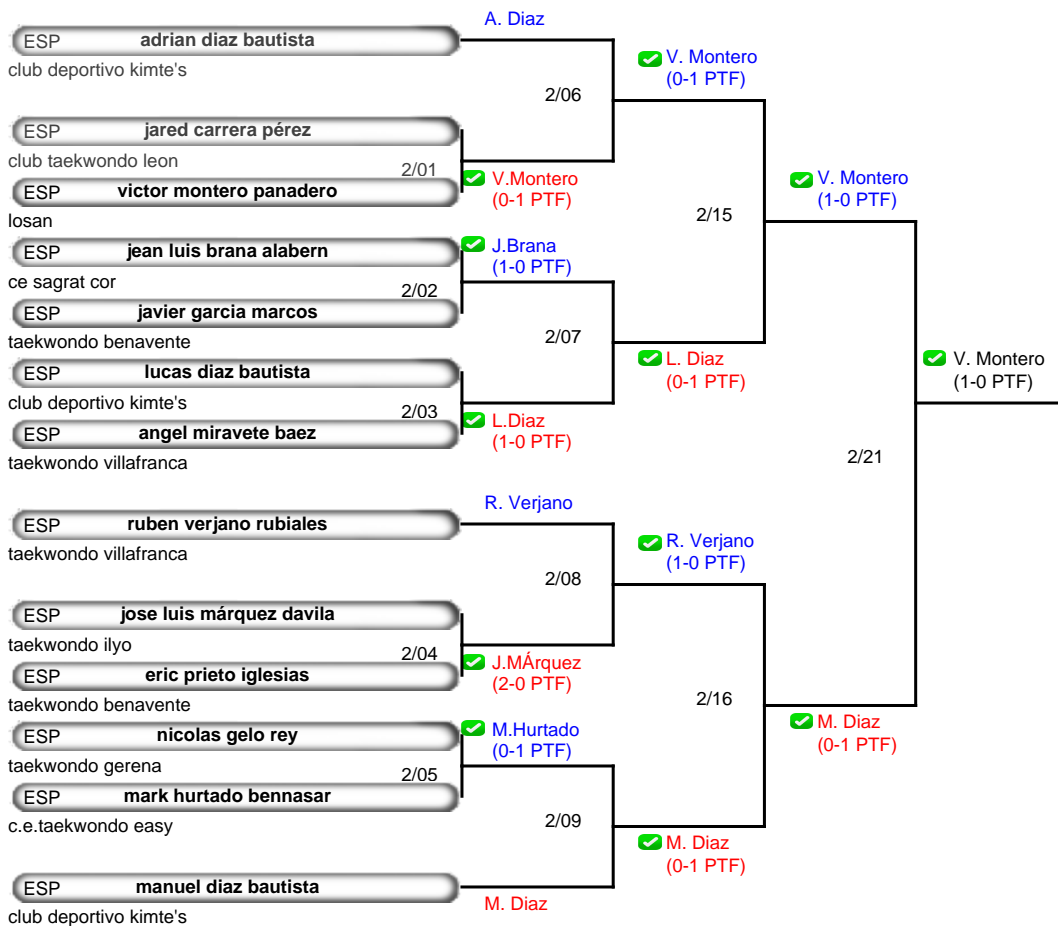 A. Diaz
ESP adrian diaz bautista
club deportivo kimte's
V. Montero
(0-1 PTF)
2/06
ESP jared carrera pérez
club taekwondo leon
2/01
ESP victor montero panadero
losan
V.Montero
(0-1 PTF)
V. Montero
(1-0 PTF)
2/15
ESP jean luis brana alabern
ce sagrat cor
J.Brana
(1-0 PTF)
2/02
ESP javier garcia marcos
taekwondo benavente
2/07
ESP lucas diaz bautista
club deportivo kimte's
L. Diaz
(0-1 PTF)
2/03
ESP angel miravete baez
taekwondo villafranca
L.Diaz
(1-0 PTF)
V. Montero
(1-0 PTF)
2/21
R. Verjano
ESP ruben verjano rubiales
taekwondo villafranca
R. Verjano
(1-0 PTF)
2/08
ESP jose luis márquez davila
taekwondo ilyo
2/04
ESP eric prieto iglesias
taekwondo benavente
J.MÁrquez
(2-0 PTF)
2/16
ESP nicolas gelo rey
taekwondo gerena
M.Hurtado
(0-1 PTF)
M. Diaz
(0-1 PTF)
2/05
ESP mark hurtado bennasar
c.e.taekwondo easy
2/09
M. Diaz
(0-1 PTF)
ESP manuel diaz bautista
club deportivo kimte's
M. Diaz